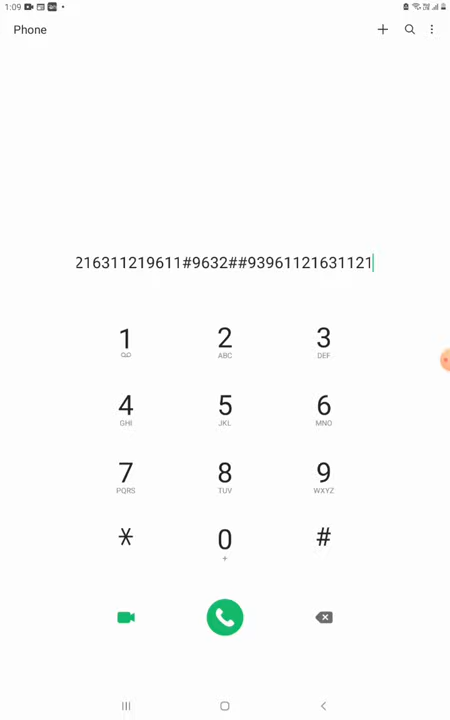 1:09
Phone
216311219611#9632##93961121631121
1 2 3
ABC DEF
4 5 6
GHI JKL MNO
7 8 9
PQRS TUV WXYZ
* 0 #
+